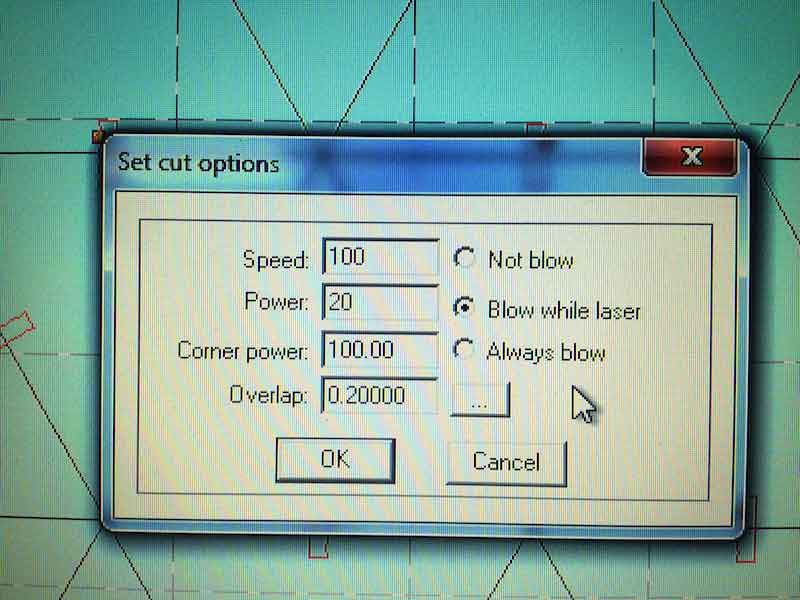 Set cut options
Speed: 100
Not blow
Power: 20
Blow while laser
Corner power: 100.00
Always blow
Overlap: 0.20000
...
OK
Cancel